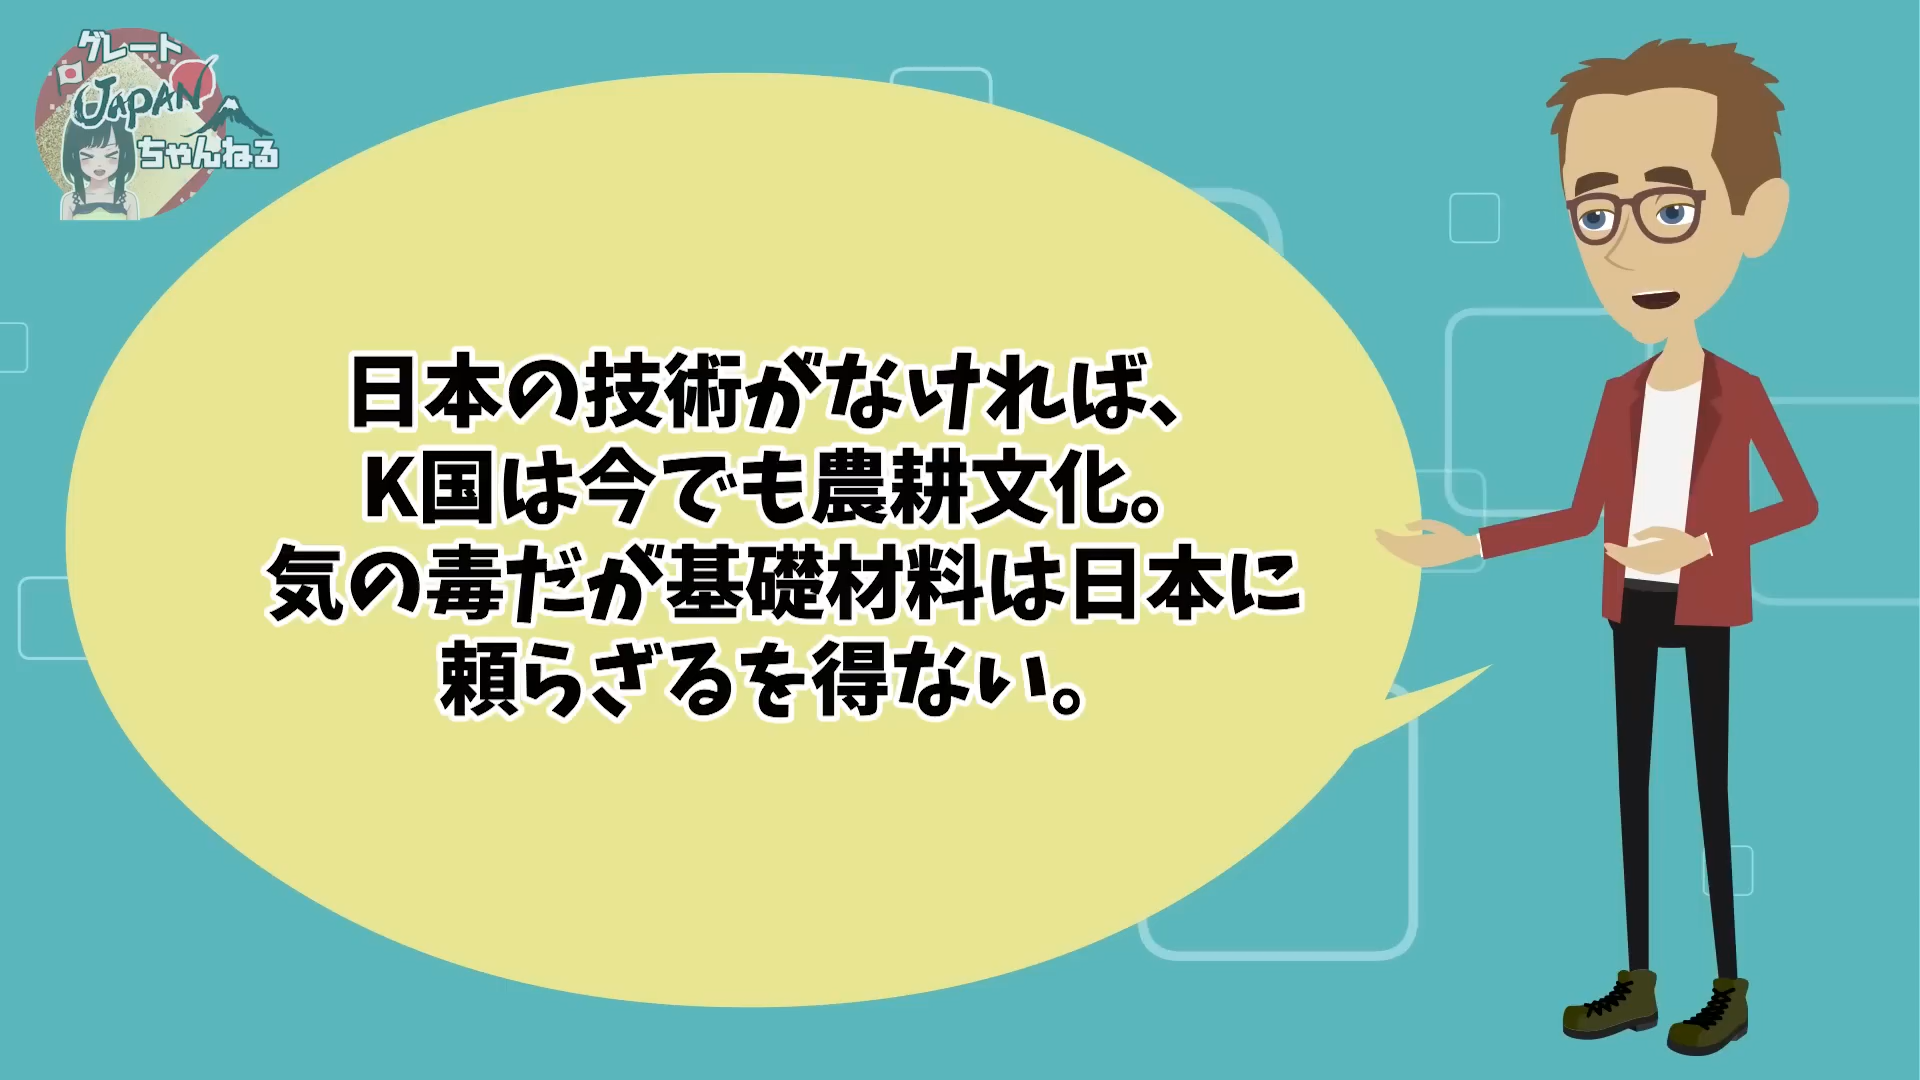 グレート
JAPAN
ちゃんねる
日本の技術がなければ、
K国は今でも農耕文化。
気の毒だが基礎材料は日本に
頼らざるを得ない。